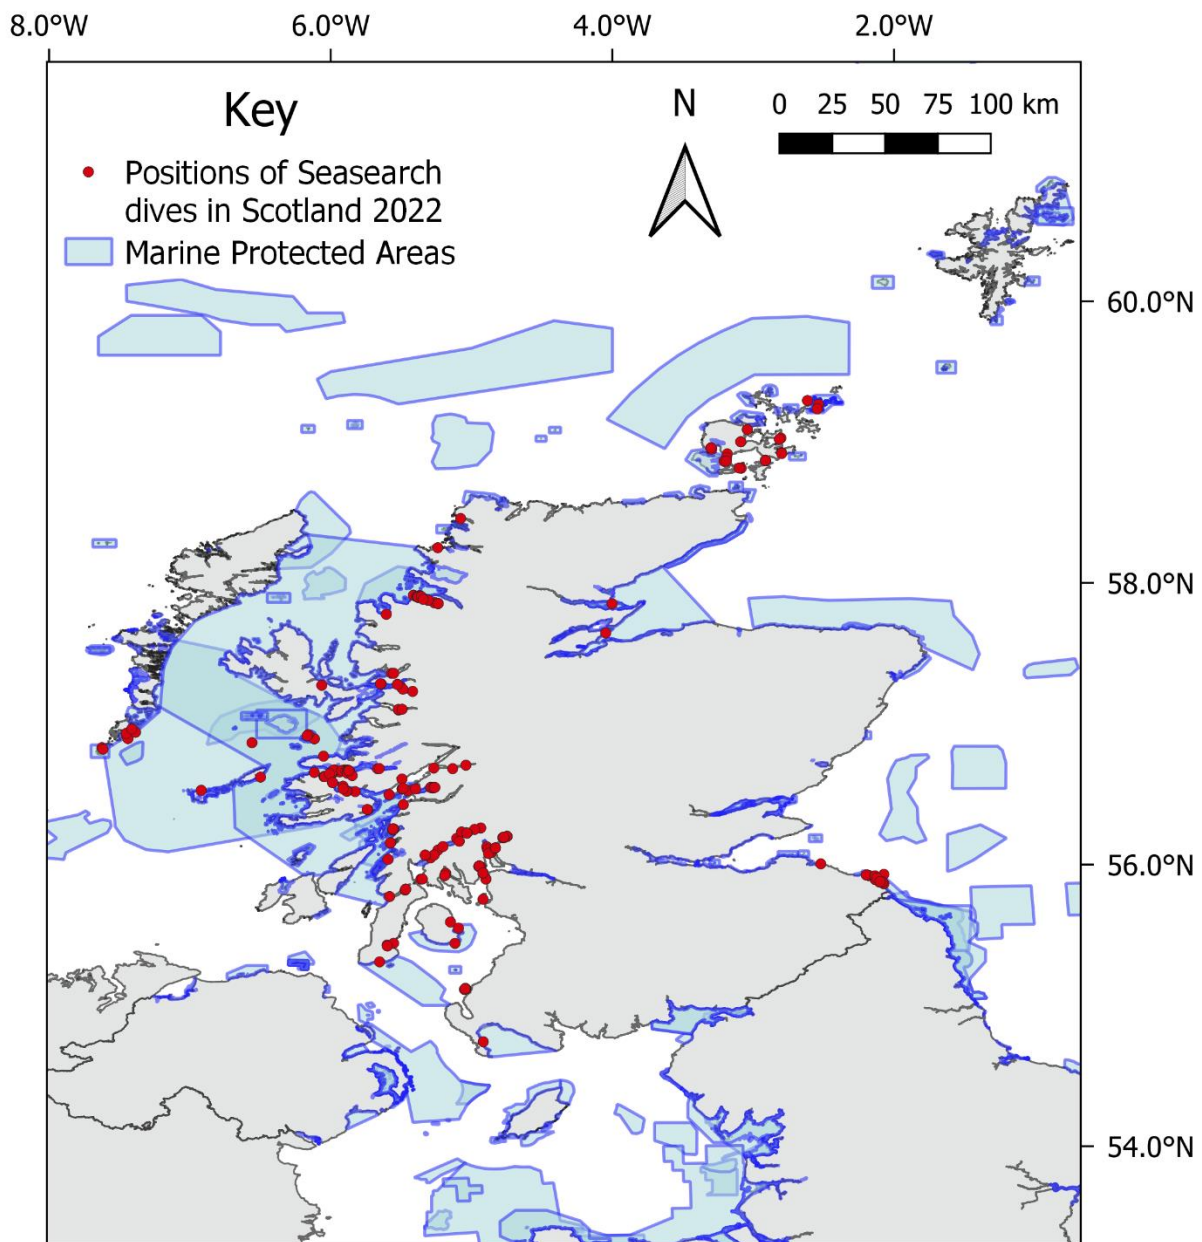 8.0°W 6.0°W 4.0°W 2.0°W
Key
N
0 25 50 75 100 km
Positions of Seasearch
dives in Scotland 2022
Marine Protected Areas
60.0°N
58.0°N
56.0°N
54.0°N